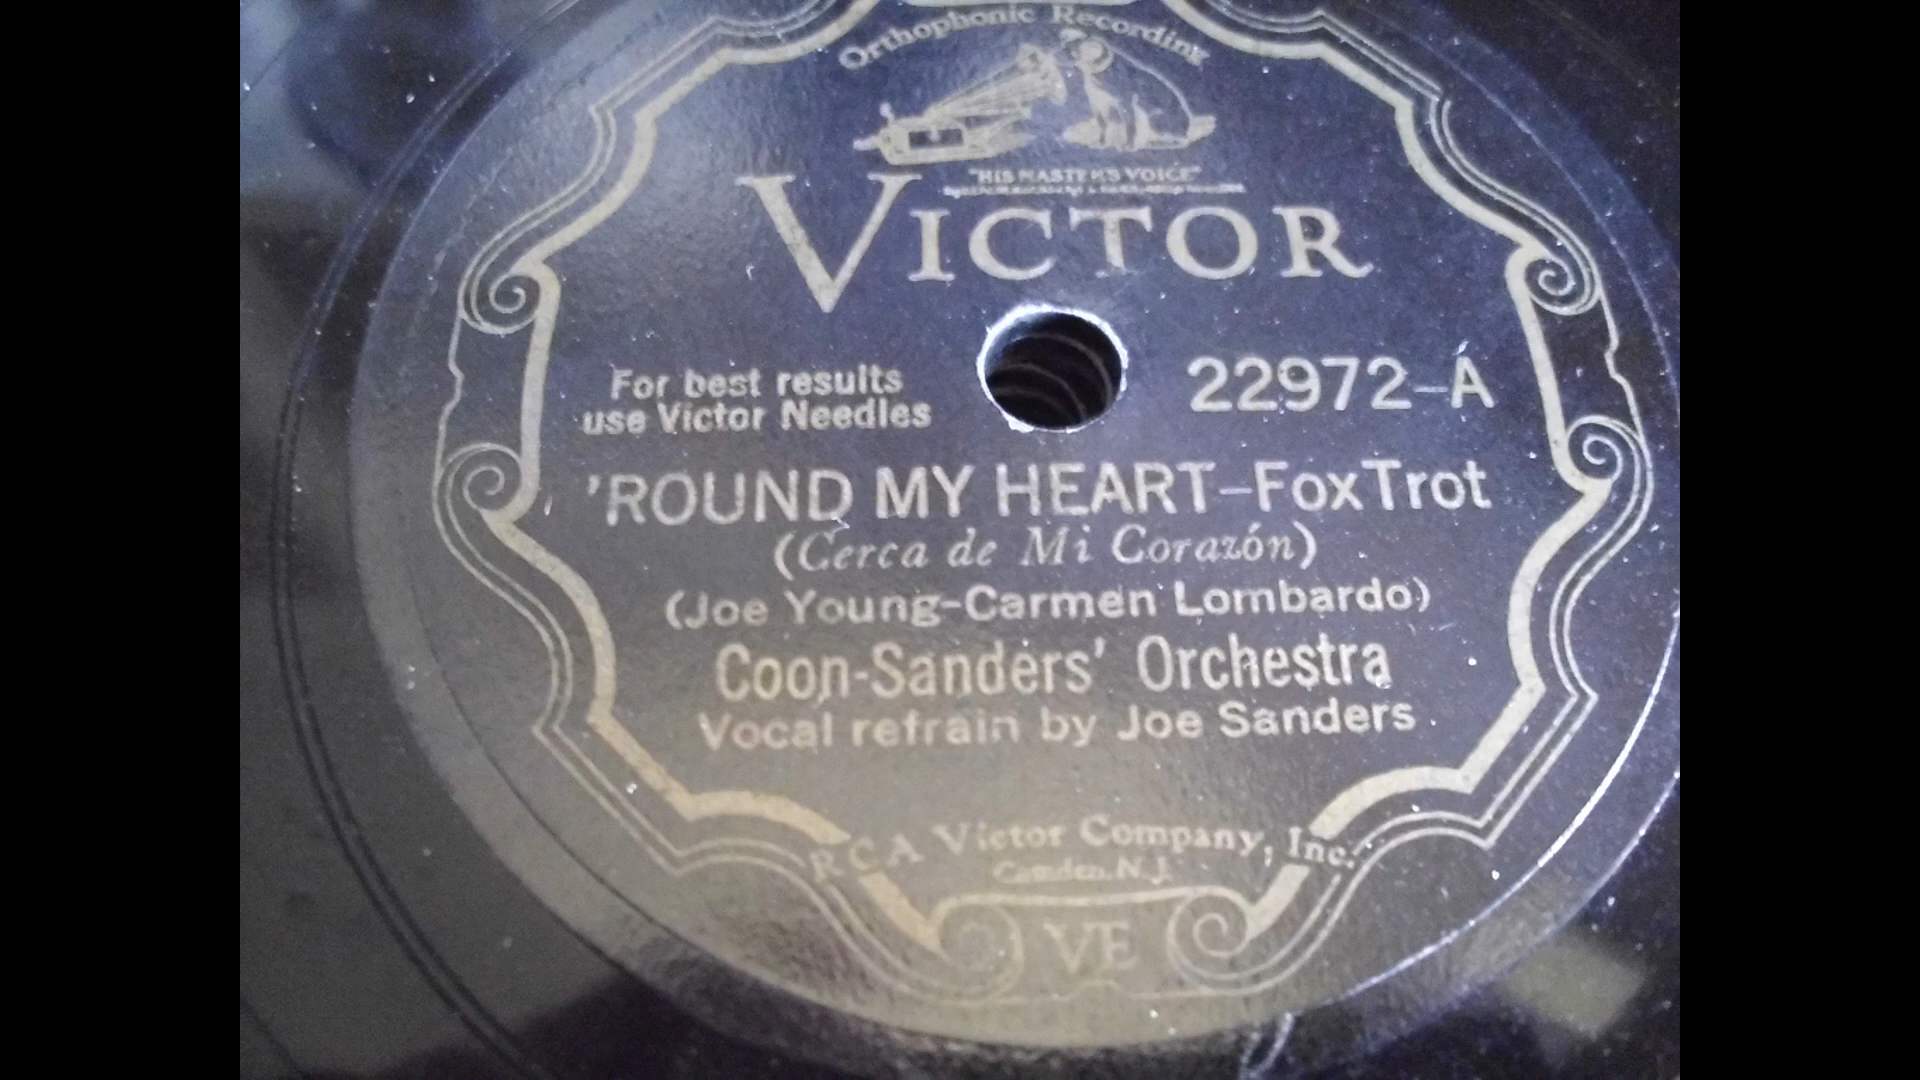 Orthophonic Recording
"HIS MASTER'S VOICE"
VICTOR
For best results
use Victor Needles
22972-A
'ROUND MY HEART-Fox Trot
(Cerca de Mi Corazón)
(Joe Young-Carmen Lombardo)
Coon-Sanders' Orchestra
Vocal refrain by Joe Sanders
RCA Victor Company, Inc.
Camden, N.J.
VE